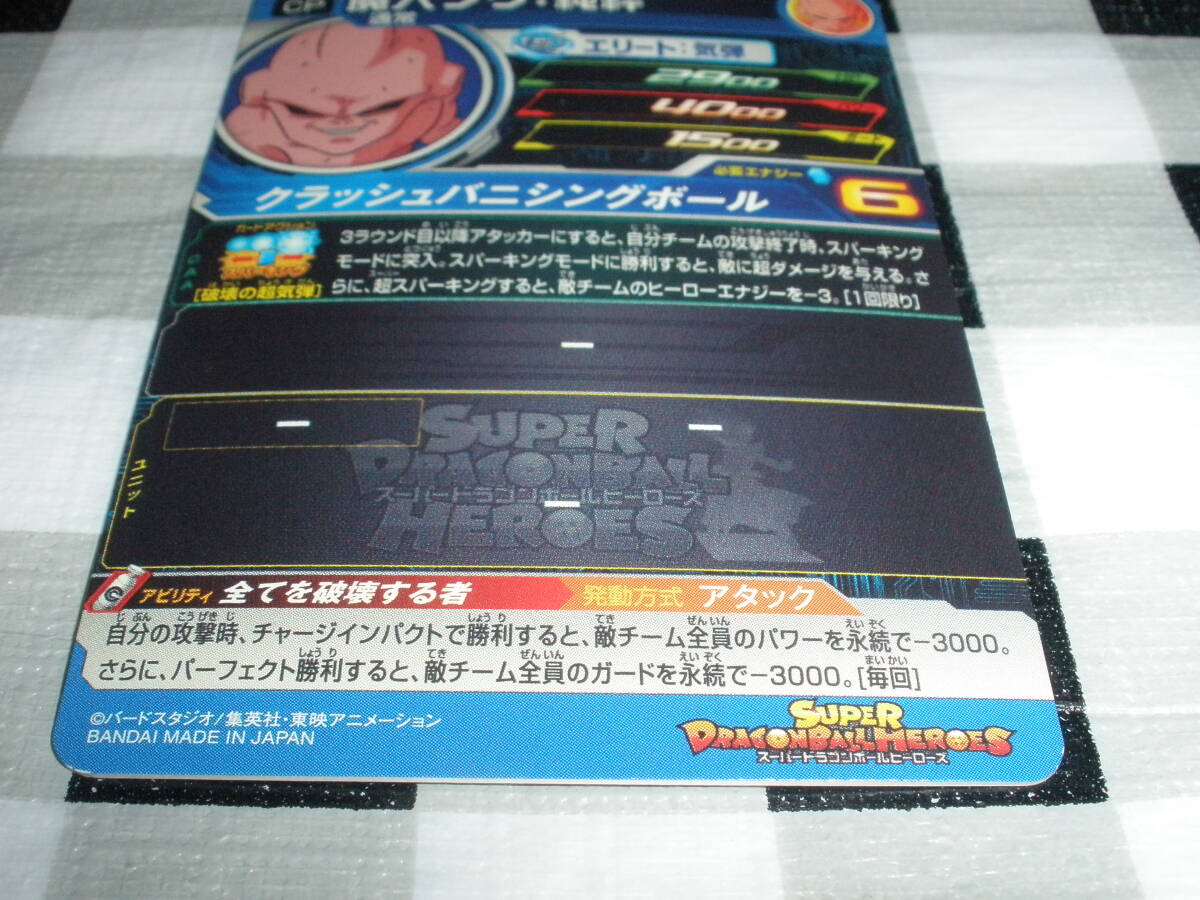 CP
魔人ブウ:純粋
通常
エリート:気弾
2900
4000
1500
必要エナジー
6
クラッシュバニシングボール
カードアクション
スパーキング
[破壊の超気弾]
CAA
3ラウンド目以降アタッカーにすると、自分チームの攻撃終了時、スパーキング
モードに突入。スパーキングモードに勝利すると、敵に超ダメージを与える。さ
らに、超スパーキングすると、敵チームのヒーローエナジーを-3。[1回限り]
ー
ー
ー
ー
ユニット
SUPER
DRAGONBALL
スーパードラゴンボールヒーローズ
HEROES
アビリティ 全てを破壊する者 発動方式 アタック
自分の攻撃時、チャージインパクトで勝利すると、敵チーム全員のパワーを永続で-3000。
さらに、パーフェクト勝利すると、敵チーム全員のガードを永続で-3000。[毎回]
©バードスタジオ/集英社・東映アニメーション
BANDAI MADE IN JAPAN
SUPER
DRAGONBALL HEROES
スーパードラゴンボールヒーローズ